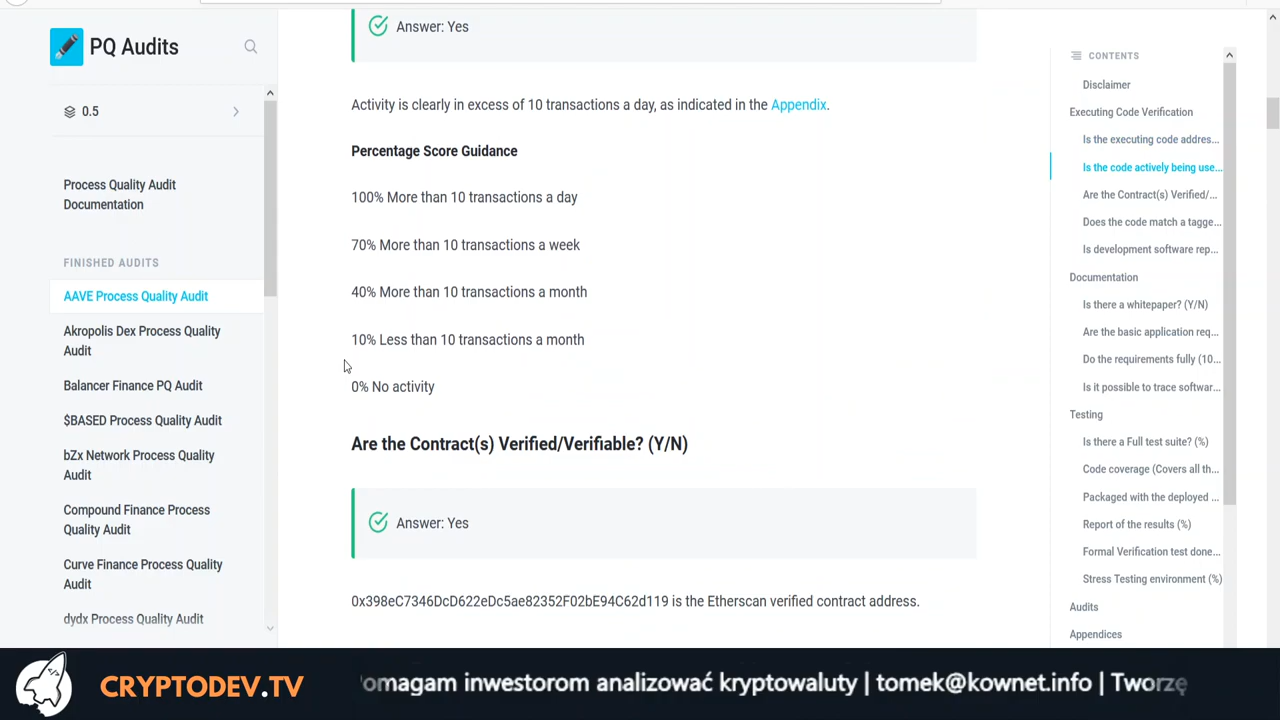 PQ Audits
0.5
Process Quality Audit
Documentation
FINISHED AUDITS
AAVE Process Quality Audit
Akropolis Dex Process Quality
Audit
Balancer Finance PQ Audit
$BASED Process Quality Audit
bZx Network Process Quality
Audit
Compound Finance Process
Quality Audit
Curve Finance Process Quality
Audit
dydx Process Quality Audit
Answer: Yes
Activity is clearly in excess of 10 transactions a day, as indicated in the Appendix.
Percentage Score Guidance
100% More than 10 transactions a day
70% More than 10 transactions a week
40% More than 10 transactions a month
10% Less than 10 transactions a month
0% No activity
Are the Contract(s) Verified/Verifiable? (Y/N)
Answer: Yes
0x398eC7346DcD622eDc5ae82352F02bE94C62d119 is the Etherscan verified contract address.
CONTENTS
Disclaimer
Executing Code Verification
Is the executing code addres...
Is the code actively being use...
Are the Contract(s) Verified/...
Does the code match a tagge...
Is development software rep...
Documentation
Is there a whitepaper? (Y/N)
Are the basic application req...
Do the requirements fully (10...
Is it possible to trace softwar...
Testing
Is there a Full test suite? (%)
Code coverage (Covers all th...
Packaged with the deployed ...
Report of the results (%)
Formal Verification test done...
Stress Testing environment (%)
Audits
Appendices
CRYPTODEV.TV
omagam inwestorom analizować kryptowaluty | tomek@kownet.info | Tworzę